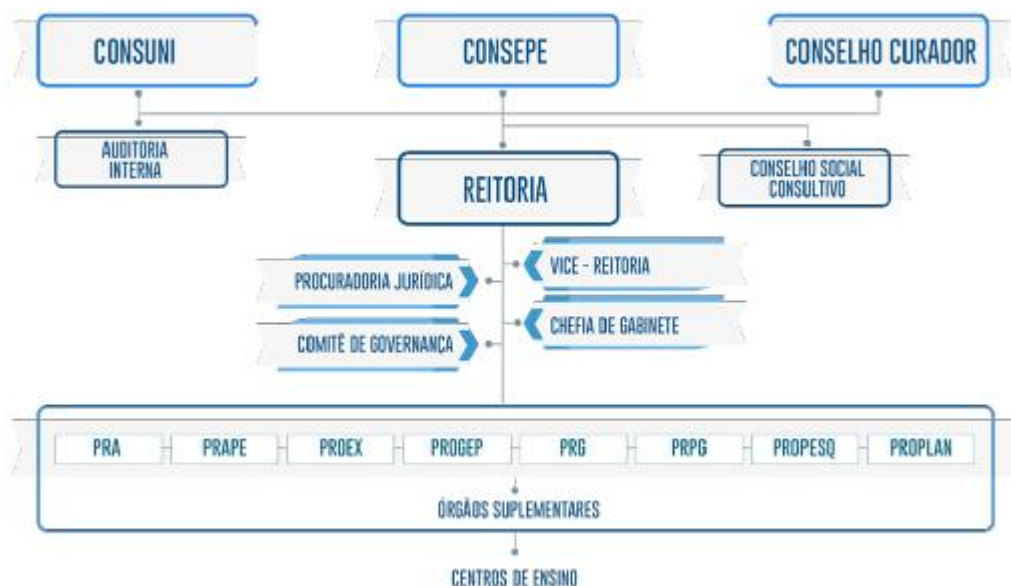 CONSUNI
CONSEPE
CONSELHO CURADOR
AUDITORIA
INTERNA
REITORIA
CONSELHO SOCIAL
CONSULTIVO
PROCURADORIA JURÍDICA
VICE - REITORIA
COMITÊ DE GOVERNANÇA
CHEFIA DE GABINETE
PRA
PRAPE
PROEX
PROGEP
PRG
PRPG
PROPESQ
PROPLAN
ÓRGÃOS SUPLEMENTARES
CENTROS DE ENSINO